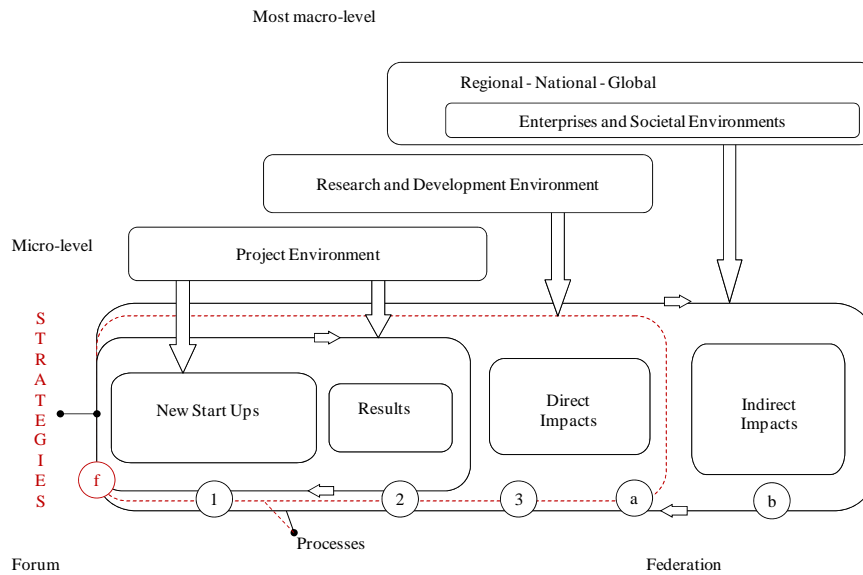 Most macro-level
Regional - National - Global
Enterprises and Societal Environments
Research and Development Environment
Micro-level
Project Environment
STRATEGIES
New Start Ups
Results
Direct
Impacts
Indirect
Impacts
f
1
2
3
a
b
Processes
Forum
Federation